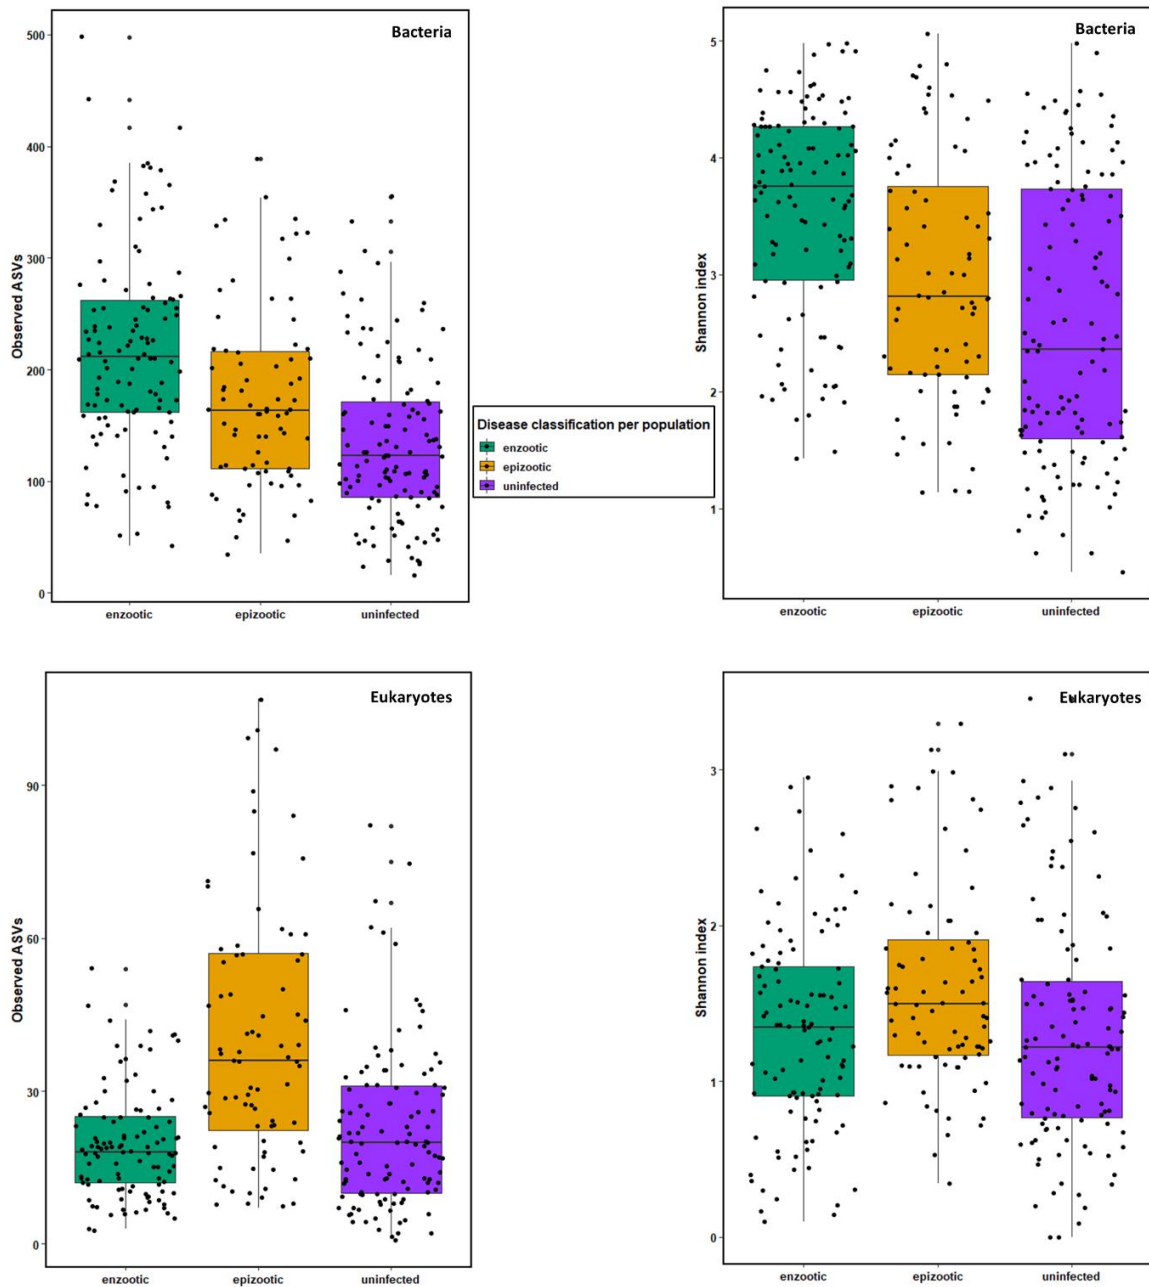 Bacteria
500
400
300
200
100
0
Observed ASVs
enzootic epizootic uninfected
Disease classification per population
enzootic
epizootic
uninfected
Bacteria
5
4
3
2
1
Shannon index
enzootic epizootic uninfected
Eukaryotes
90
60
30
0
Observed ASVs
enzootic epizootic uninfected
Eukaryotes
3
2
1
0
Shannon index
enzootic epizootic uninfected